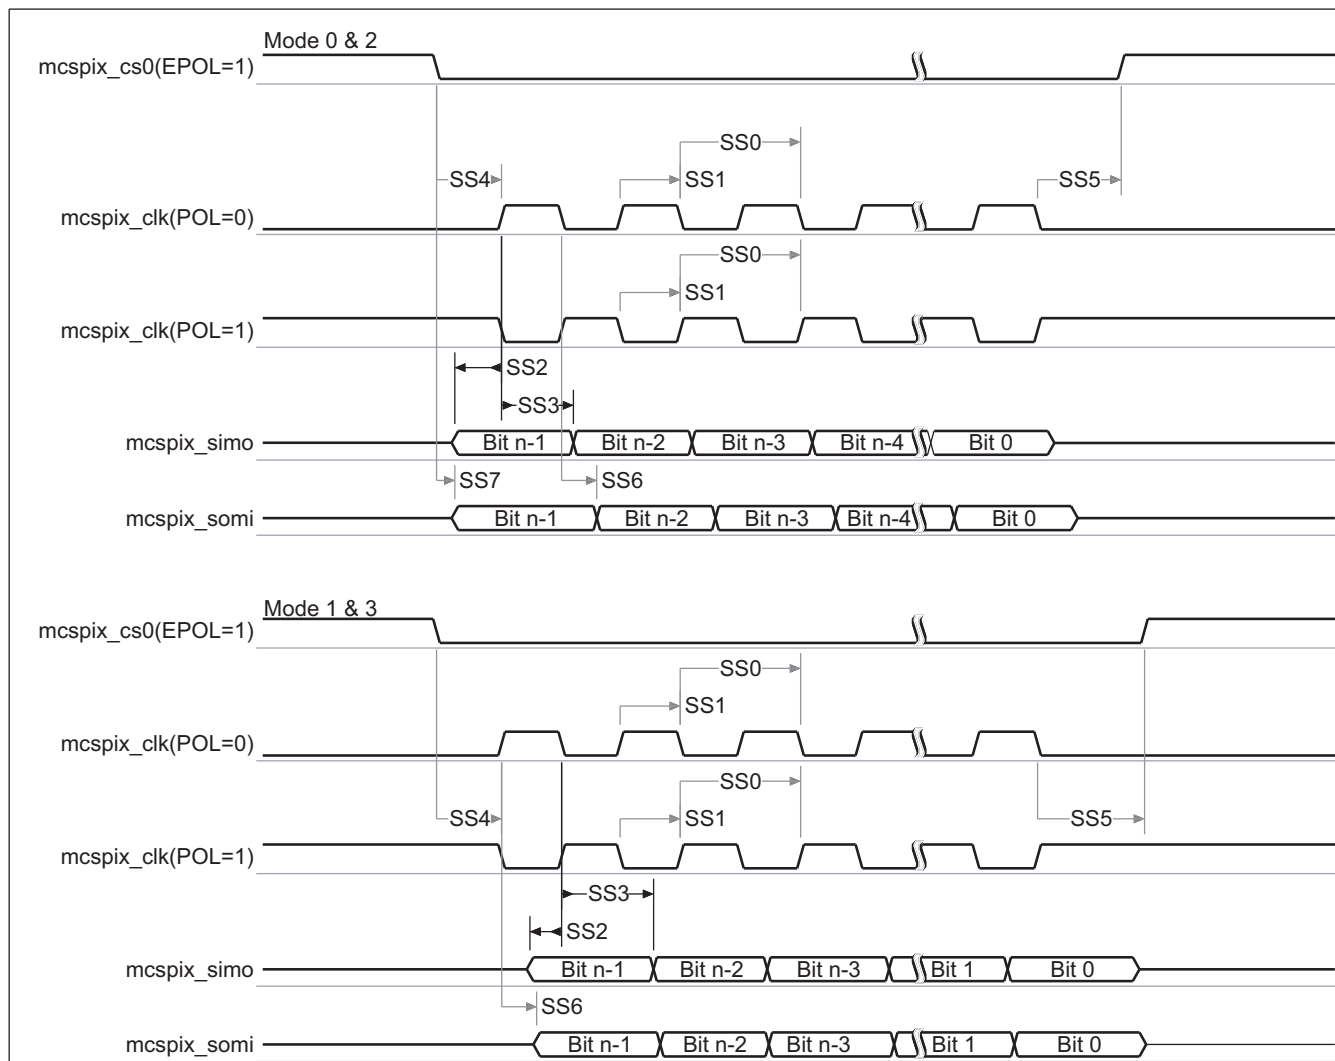 Mode 0 & 2
mcspix_cs0(EPOL=1)
SS0
SS4 SS1 SS5
mcspix_clk(POL=0)
SS0
SS1
mcspix_clk(POL=1)
SS2
SS3
mcspix_simo Bit n-1 Bit n-2 Bit n-3 Bit n-4 Bit 0
SS7 SS6
mcspix_somi Bit n-1 Bit n-2 Bit n-3 Bit n-4 Bit 0
Mode 1 & 3
mcspix_cs0(EPOL=1)
SS0
SS1
mcspix_clk(POL=0)
SS0
SS4 SS1 SS5
mcspix_clk(POL=1)
SS3
SS2
mcspix_simo Bit n-1 Bit n-2 Bit n-3 Bit 1 Bit 0
SS6
mcspix_somi Bit n-1 Bit n-2 Bit n-3 Bit 1 Bit 0